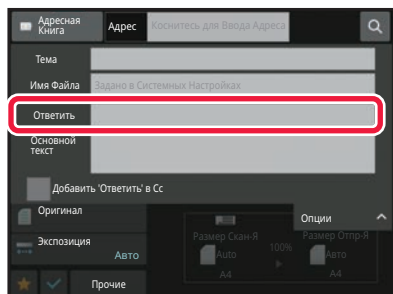 Адресная
Книга
Адрес
Коснитесь для Ввода Адреса
Тема
Имя Файла
Задано в Системных Настройках
Ответить
Основной
текст
Добавить 'Ответить' в Cc
Оригинал
Опции
Экспозиция
Авто
Размер Скан-Я
100%
Размер Отпр-Я
Auto
Авто
A4
A4
Прочие